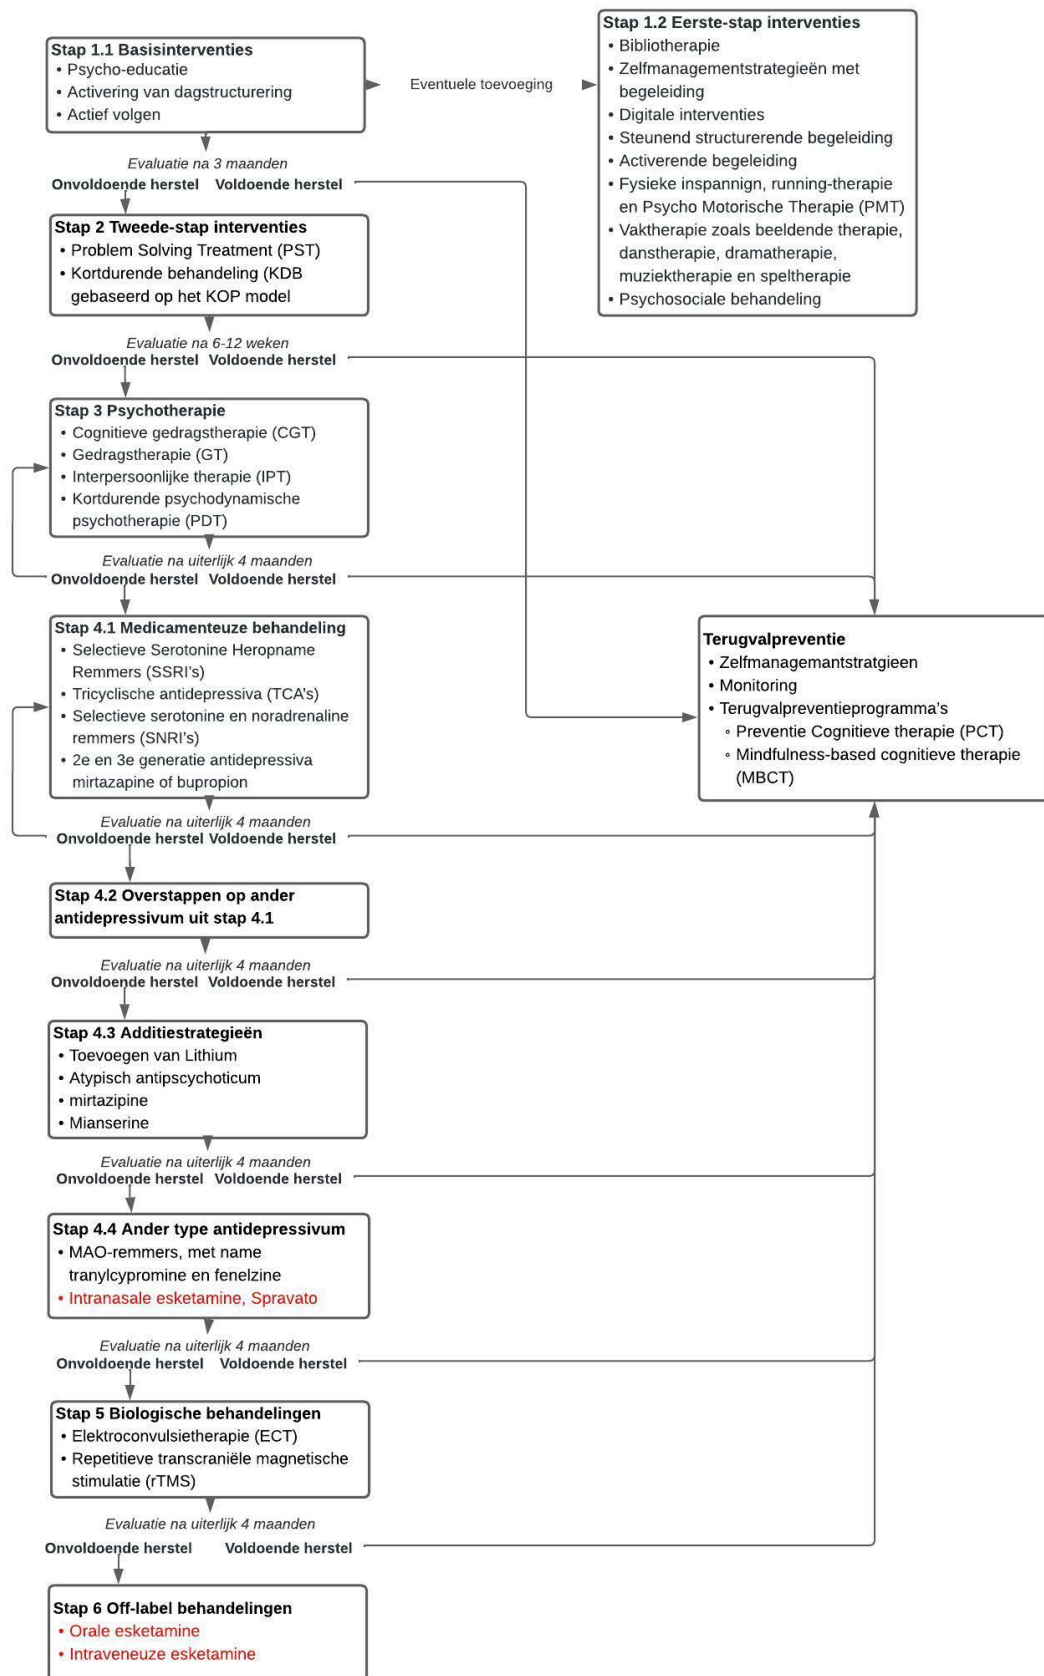 Stap 1.1 Basisinterventies
• Psycho-educatie
• Activering van dagstructurering
• Actief volgen
Eventuele toevoeging
Stap 1.2 Eerste-stap interventies
• Bibliotherapie
• Zelfmanagementstrategieën met
begeleiding
• Digitale interventies
• Steunend structurerende begeleiding
• Activerende begeleiding
• Fysieke inspannign, running-therapie
en Psycho Motorische Therapie (PMT)
• Vaktherapie zoals beeldende therapie,
danstherapie, dramatherapie,
muziektherapie en speltherapie
• Psychosociale behandeling
Evaluatie na 3 maanden
Onvoldoende herstel Voldoende herstel
Stap 2 Tweede-stap interventies
• Problem Solving Treatment (PST)
• Kortdurende behandeling (KDB
gebaseerd op het KOP model
Evaluatie na 6-12 weken
Onvoldoende herstel Voldoende herstel
Stap 3 Psychotherapie
• Cognitieve gedragstherapie (CGT)
• Gedragstherapie (GT)
• Interpersoonlijke therapie (IPT)
• Kortdurende psychodynamische
psychotherapie (PDT)
Evaluatie na uiterlijk 4 maanden
Onvoldoende herstel Voldoende herstel
Stap 4.1 Medicamenteuze behandeling
• Selectieve Serotonine Heropname
Remmers (SSRI's)
• Tricyclische antidepressiva (TCA's)
• Selectieve serotonine en noradrenaline
remmers (SNRI's)
• 2e en 3e generatie antidepressiva
mirtazapine of bupropion
Terugvalpreventie
• Zelfmanagemantstratgieen
• Monitoring
• Terugvalpreventieprogramma's
◦ Preventie Cognitieve therapie (PCT)
◦ Mindfulness-based cognitieve therapie
(MBCT)
Evaluatie na uiterlijk 4 maanden
Onvoldoende herstel Voldoende herstel
Stap 4.2 Overstappen op ander
antidepressivum uit stap 4.1
Evaluatie na uiterlijk 4 maanden
Onvoldoende herstel Voldoende herstel
Stap 4.3 Additiestrategieën
• Toevoegen van Lithium
• Atypisch antipscychoticum
• mirtazipine
• Mianserine
Evaluatie na uiterlijk 4 maanden
Onvoldoende herstel Voldoende herstel
Stap 4.4 Ander type antidepressivum
• MAO-remmers, met name
tranylcypromine en fenelzine
• Intranasale esketamine, Spravato
Evaluatie na uiterlijk 4 maanden
Onvoldoende herstel Voldoende herstel
Stap 5 Biologische behandelingen
• Elektroconvulsietherapie (ECT)
• Repetitieve transcraniële magnetische
stimulatie (rTMS)
Evaluatie na uiterlijk 4 maanden
Onvoldoende herstel Voldoende herstel
Stap 6 Off-label behandelingen
• Orale esketamine
• Intraveneuze esketamine